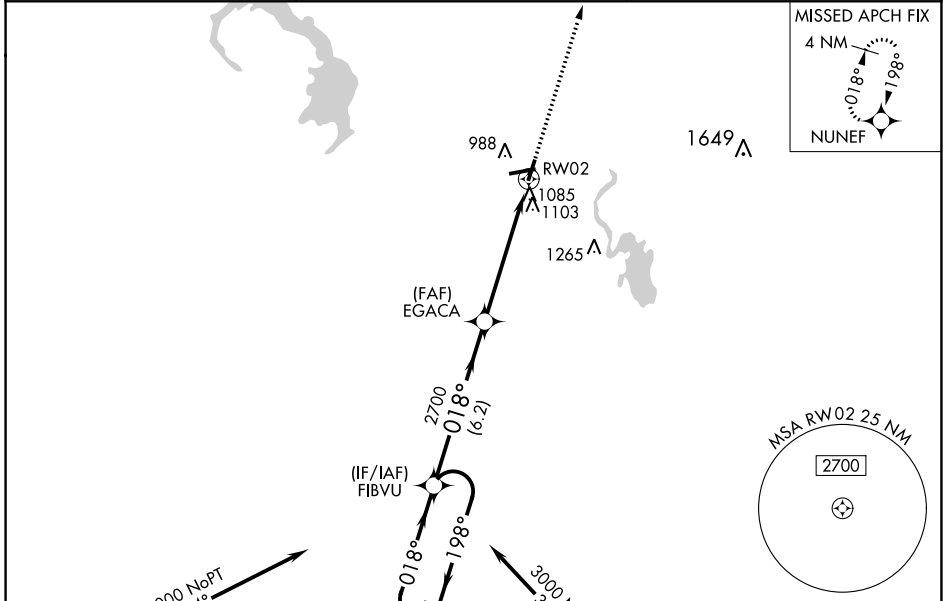 MISSED APCH FIX
4 NM
018°
198°
NUNEF
988
1649
RW02
1085
1103
1265
(FAF)
EGACA
2700
018°
(6.2)
MSA RW02 25 NM
2700
(IF/IAF)
FIBVU
018°
198°
NoPT
3000